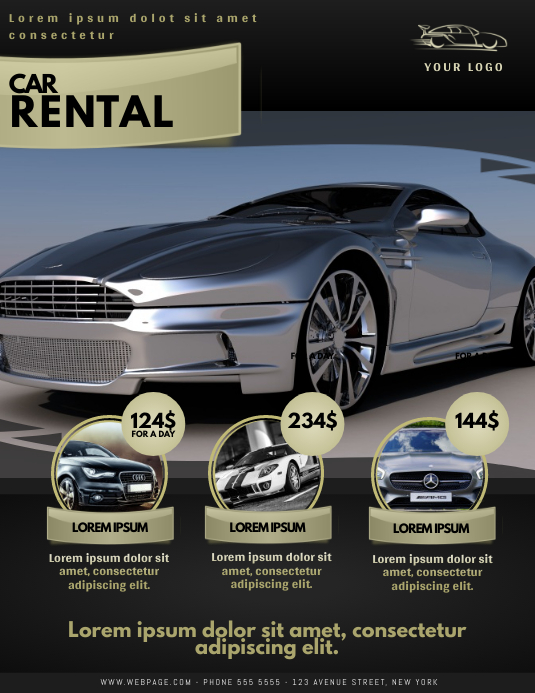 Lorem ipsum dolot sit amet
consectetur
YOUR LOGO
CAR
RENTAL
FOR A DAY
FOR A
124$
FOR A DAY
234$
144$
LOREM IPSUM
LOREM IPSUM
LOREM IPSUM
Lorem ipsum dolor sit
amet, consectetur
adipiscing elit.
Lorem ipsum dolor sit
amet, consectetur
adipiscing elit.
Lorem ipsum dolor sit
amet, consectetur
adipiscing elit.
Lorem ipsum dolor sit amet, consectetur
adipiscing elit.
WWW.WEBPAGE.COM - PHONE 555 5555 - 123 AVENUE STREET, NEW YORK